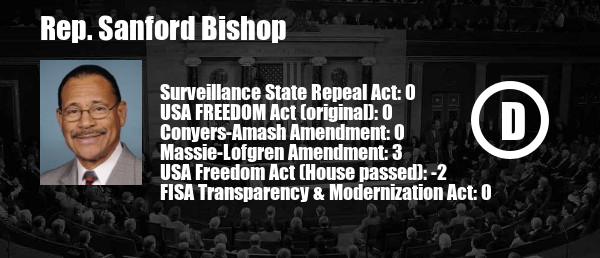 Rep. Sanford Bishop
Surveillance State Repeal Act: 0
USA FREEDOM Act (original): 0
Conyers-Amash Amendment: 0
Massie-Lofgren Amendment: 3
USA Freedom Act (House passed): -2
FISA Transparency & Modernization Act: 0
D